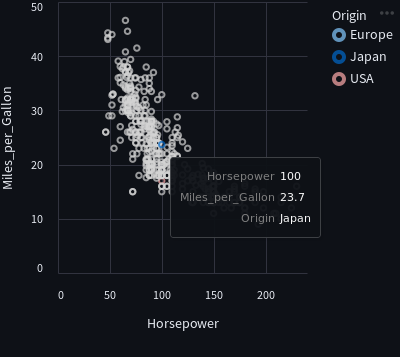 Origin
Europe
Japan
USA
Miles_per_Gallon
50
40
30
20
10
0
Horsepower 100
Miles_per_Gallon 23.7
Origin Japan
0 50 100 150 200
Horsepower